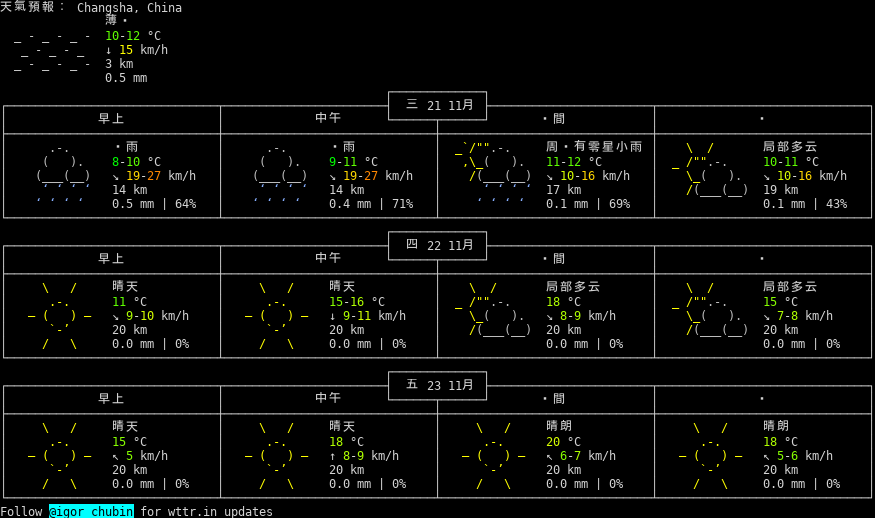 天氣預報： Changsha, China
薄・
10-12 °C
↓ 15 km/h
3 km
0.5 mm
三 21 11月
早上 中午 ・間 ・
・雨 ・雨 周・有零星小雨 局部多云
8-10 °C 9-11 °C 11-12 °C 10-11 °C
↘ 19-27 km/h ↘ 19-27 km/h ↘ 10-16 km/h ↘ 10-16 km/h
14 km 14 km 17 km 19 km
0.5 mm | 64% 0.4 mm | 71% 0.1 mm | 69% 0.1 mm | 43%
四 22 11月
早上 中午 ・間 ・
晴天 晴天 局部多云 局部多云
11 °C 15-16 °C 18 °C 15 °C
↘ 9-10 km/h ↓ 9-11 km/h ↘ 8-9 km/h ↘ 7-8 km/h
20 km 20 km 20 km 20 km
0.0 mm | 0% 0.0 mm | 0% 0.0 mm | 0% 0.0 mm | 0%
五 23 11月
早上 中午 ・間 ・
晴天 晴天 晴朗 晴朗
15 °C 18 °C 20 °C 18 °C
↖ 5 km/h ↑ 8-9 km/h ↖ 6-7 km/h ↖ 5-6 km/h
20 km 20 km 20 km 20 km
0.0 mm | 0% 0.0 mm | 0% 0.0 mm | 0% 0.0 mm | 0%
Follow @igor_chubin for wttr.in updates